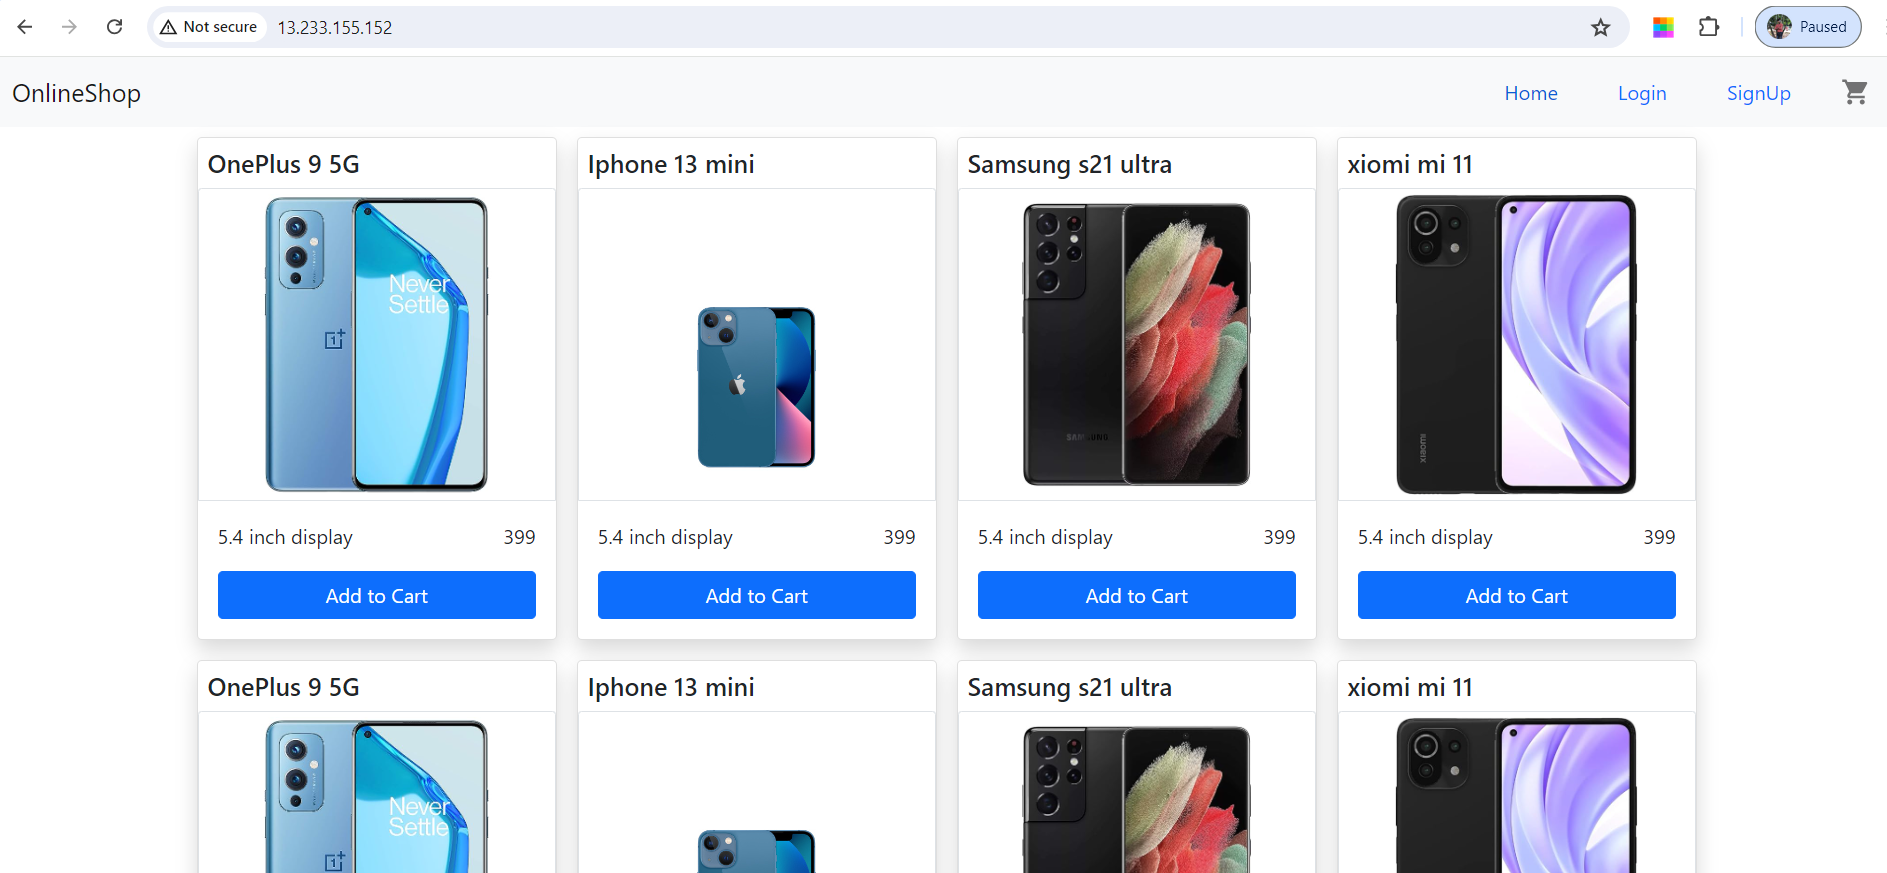 Not secure 13.233.155.152 Paused
OnlineShop Home Login SignUp
OnePlus 9 5G Iphone 13 mini Samsung s21 ultra xiomi mi 11
Never
Settle
SAMSUNG
xiaomi
5.4 inch display 399 5.4 inch display 399 5.4 inch display 399 5.4 inch display 399
Add to Cart Add to Cart Add to Cart Add to Cart
OnePlus 9 5G Iphone 13 mini Samsung s21 ultra xiomi mi 11
Never
Settle